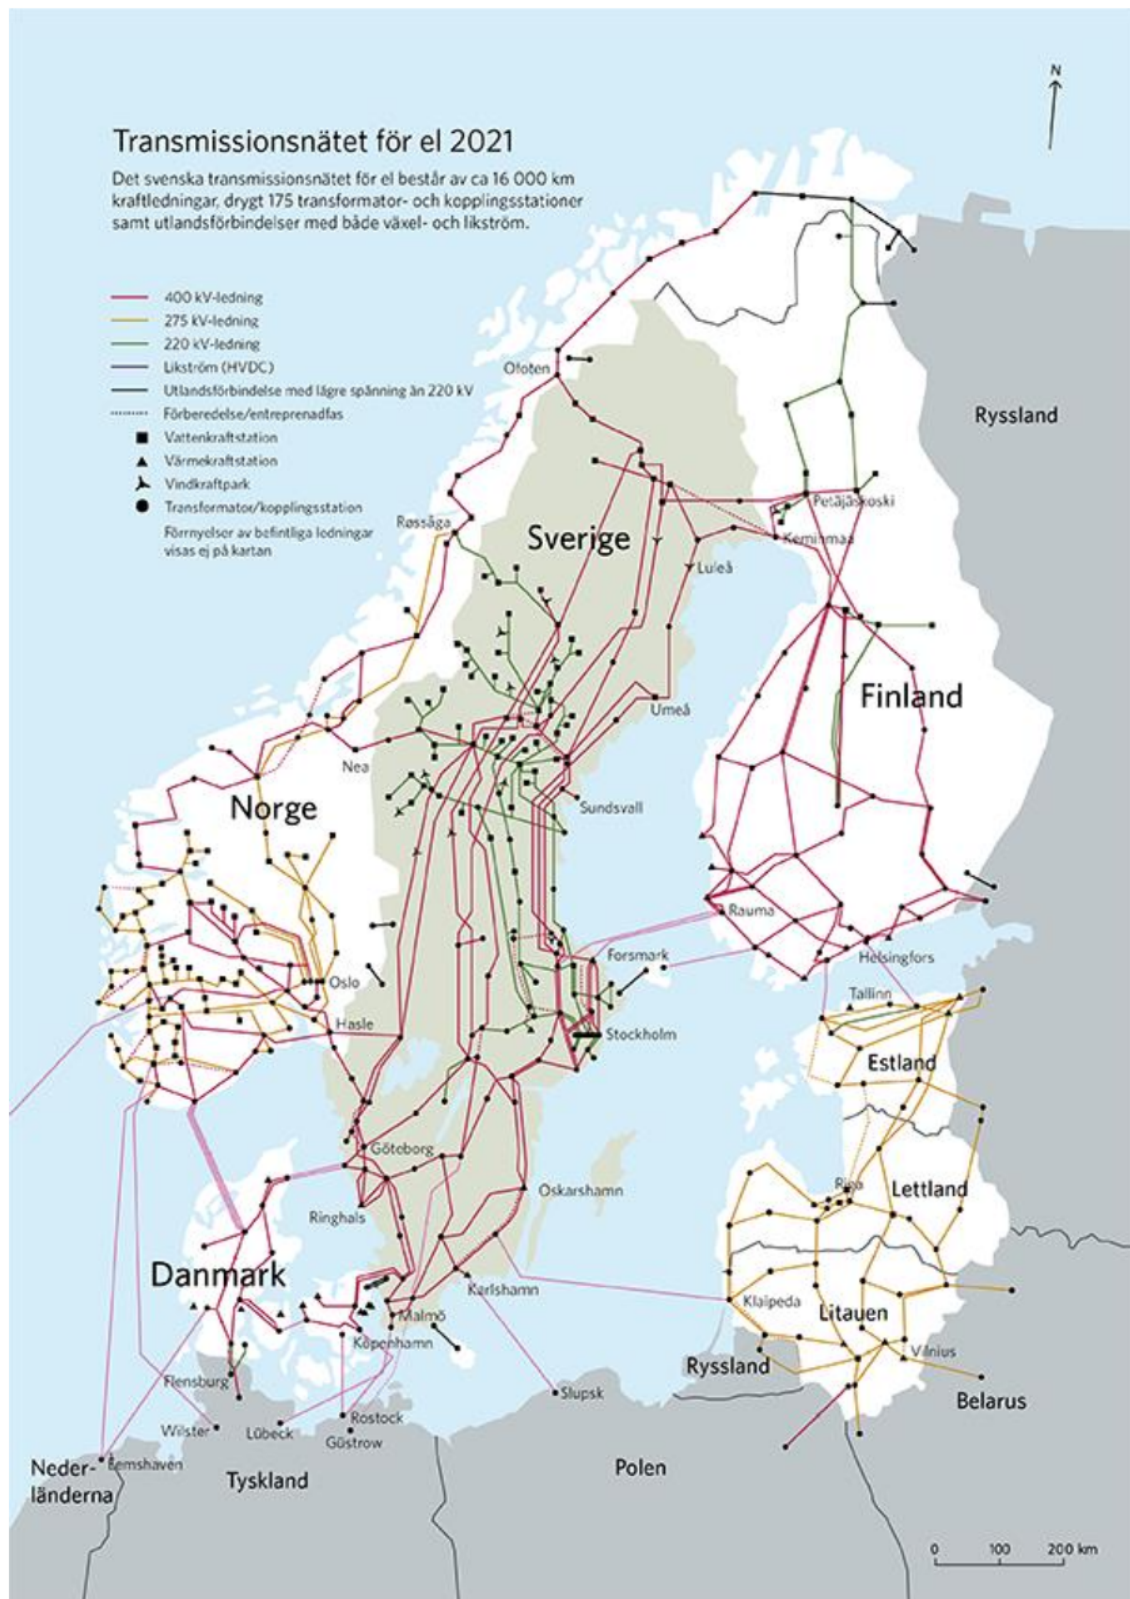 N
Transmissionsnätet för el 2021
Det svenska transmissionsnätet för el består av ca 16 000 km
kraftledningar, drygt 175 transformator- och kopplingsstationer
samt utlandsförbindelser med både växel- och likström.
400 kV-ledning
275 kV-ledning
220 kV-ledning
Likström (HVDC)
Utlandsförbindelse med lägre spänning än 220 kV
Förberedelse/entreprenadfas
Vattenkraftstation
Värmekraftstation
Vindkraftpark
Transformator/kopplingsstation
Förrnyelser av befintliga ledningar
visas ej på kartan
Ofoten
Ryssland
Petäjäskoski
Røssåga
Sverige
Keminmaa
Luleå
Finland
Umeå
Nea
Norge
Sundsvall
Rauma
Forsmark
Helsingfors
Oslo
Tallinn
Hasle
Stockholm
Estland
Göteborg
Riga
Lettland
Oskarshamn
Ringhals
Danmark
Karlshamn
Klaipeda
Litauen
Malmö
Köpenhamn
Vilnius
Ryssland
Flensburg
Slupsk
Belarus
Rostock
Wilster
Lübeck
Güstrow
Neder-
länderna
Eemshaven
Tyskland
Polen
0 100 200 km